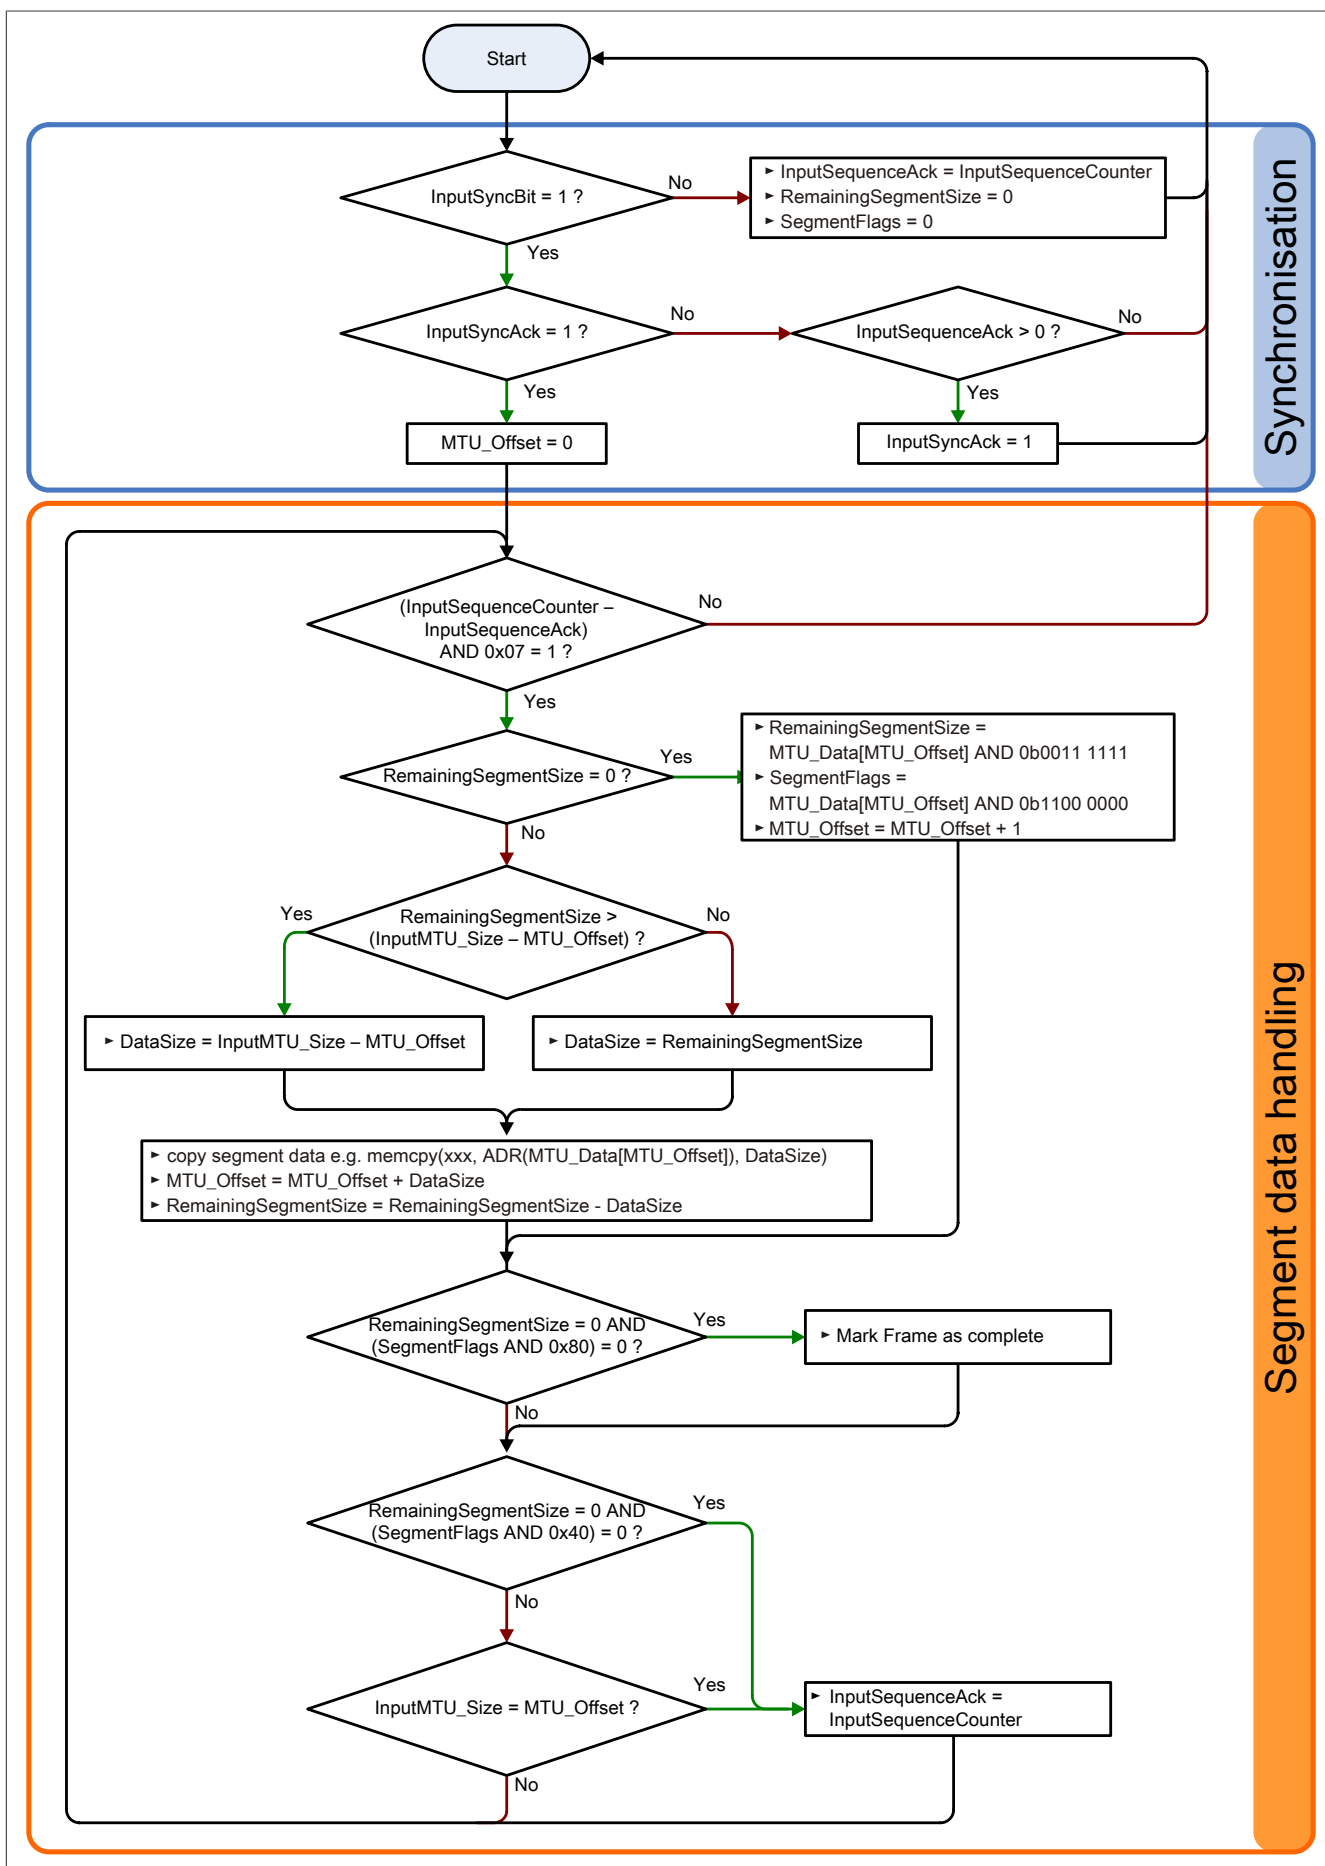 Start
InputSyncBit = 1 ?
No
► InputSequenceAck = InputSequenceCounter
► RemainingSegmentSize = 0
► SegmentFlags = 0
Yes
InputSyncAck = 1 ?
No
InputSequenceAck > 0 ?
No
Yes
Yes
MTU_Offset = 0
InputSyncAck = 1
Synchronisation
(InputSequenceCounter –
InputSequenceAck)
AND 0x07 = 1 ?
No
Yes
RemainingSegmentSize = 0 ?
Yes
► RemainingSegmentSize =
MTU_Data[MTU_Offset] AND 0b0011 1111
► SegmentFlags =
MTU_Data[MTU_Offset] AND 0b1100 0000
► MTU_Offset = MTU_Offset + 1
No
RemainingSegmentSize >
(InputMTU_Size – MTU_Offset) ?
Yes
No
► DataSize = InputMTU_Size – MTU_Offset
► DataSize = RemainingSegmentSize
► copy segment data e.g. memcpy(xxx, ADR(MTU_Data[MTU_Offset]), DataSize)
► MTU_Offset = MTU_Offset + DataSize
► RemainingSegmentSize = RemainingSegmentSize - DataSize
RemainingSegmentSize = 0 AND
(SegmentFlags AND 0x80) = 0 ?
Yes
► Mark Frame as complete
No
RemainingSegmentSize = 0 AND
(SegmentFlags AND 0x40) = 0 ?
Yes
No
InputMTU_Size = MTU_Offset ?
Yes
► InputSequenceAck =
InputSequenceCounter
No
Segment data handling